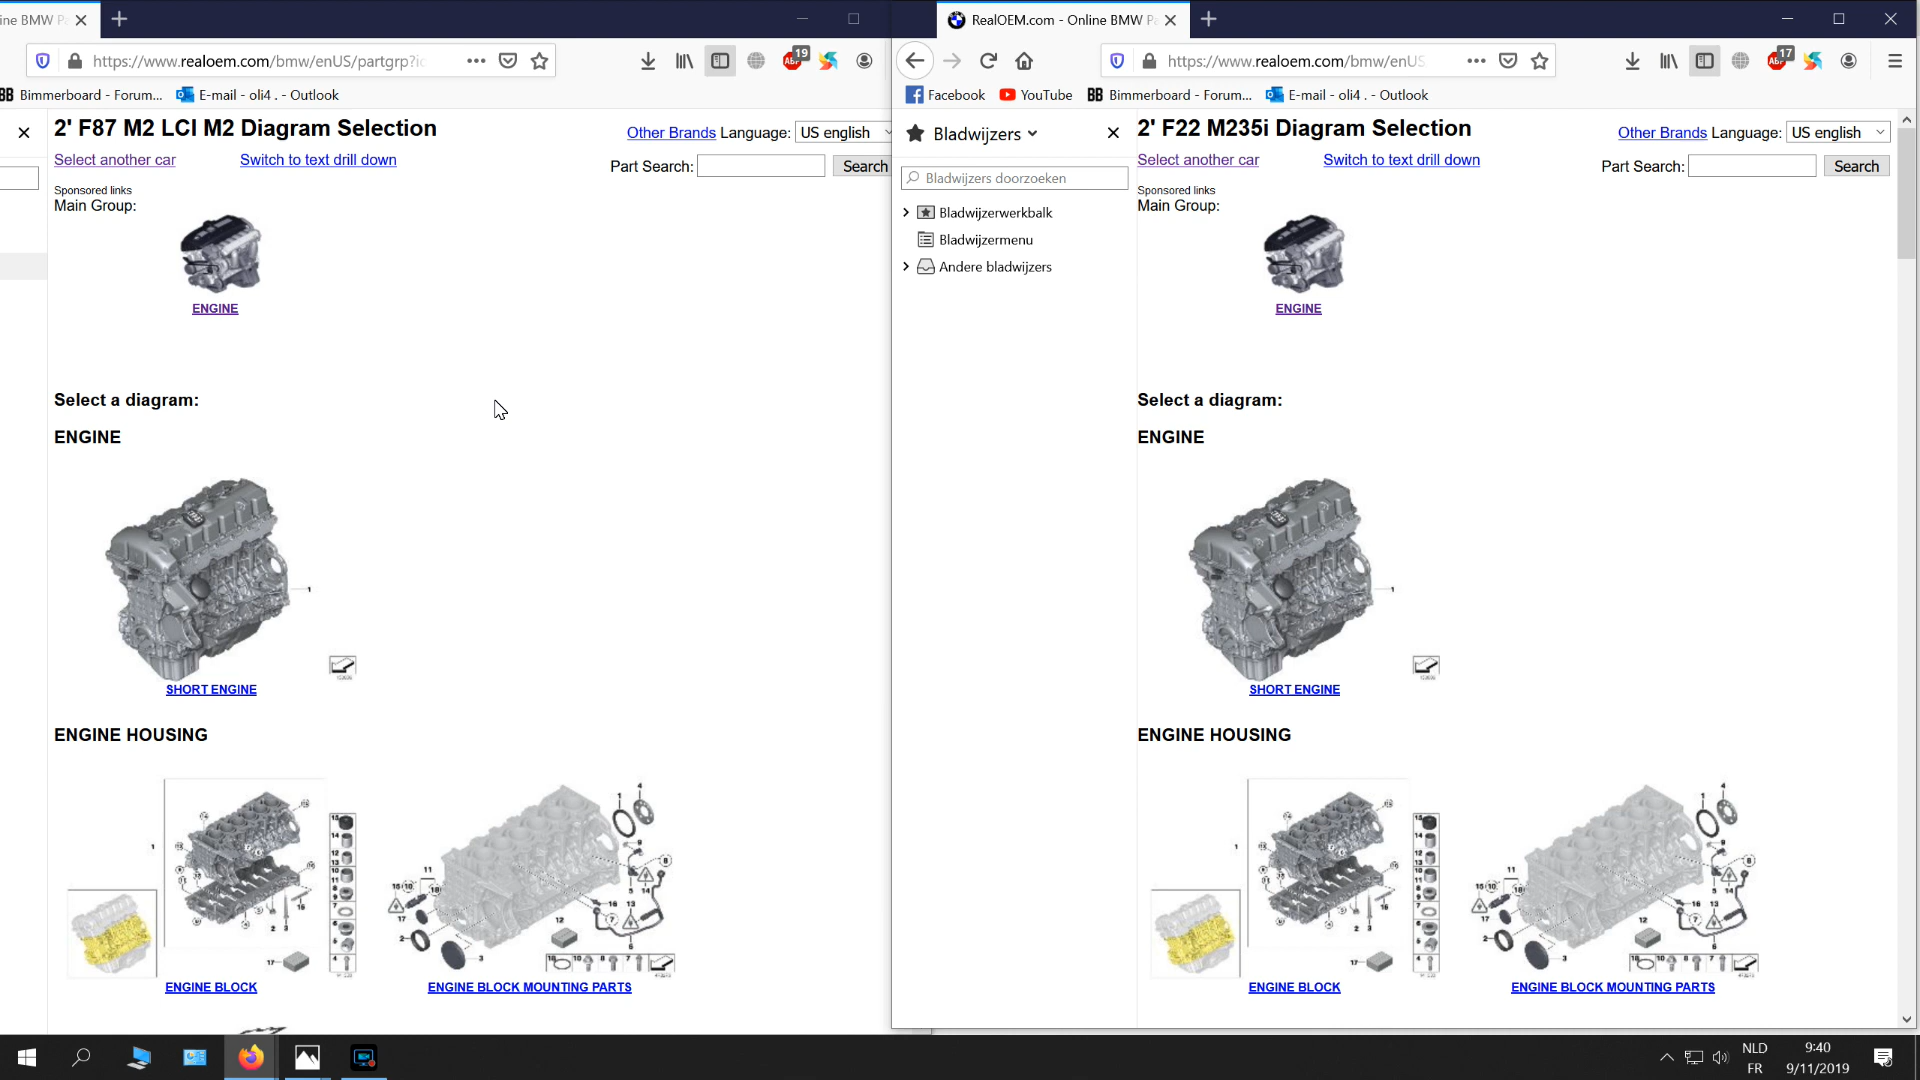 ine BMW P
https://www.realoem.com/bmw/enUS/partgrp?i
19
Bimmerboard - Forum...
E-mail - oli4 . - Outlook
2' F87 M2 LCI M2 Diagram Selection
Other Brands Language: US english
Select another car
Switch to text drill down
Part Search:
Search
Sponsored links
Main Group:
ENGINE
Select a diagram:
ENGINE
1
SHORT ENGINE
ENGINE HOUSING
ENGINE BLOCK
ENGINE BLOCK MOUNTING PARTS
RealOEM.com - Online BMW P
https://www.realoem.com/bmw/enUS
17
Facebook
YouTube
Bimmerboard - Forum...
E-mail - oli4 . - Outlook
Bladwijzers
Bladwijzers doorzoeken
Bladwijzerwerkbalk
Bladwijzermenu
Andere bladwijzers
2' F22 M235i Diagram Selection
Other Brands Language: US english
Select another car
Switch to text drill down
Part Search:
Search
Sponsored links
Main Group:
ENGINE
Select a diagram:
ENGINE
1
SHORT ENGINE
ENGINE HOUSING
ENGINE BLOCK
ENGINE BLOCK MOUNTING PARTS
NLD
FR
9:40
9/11/2019